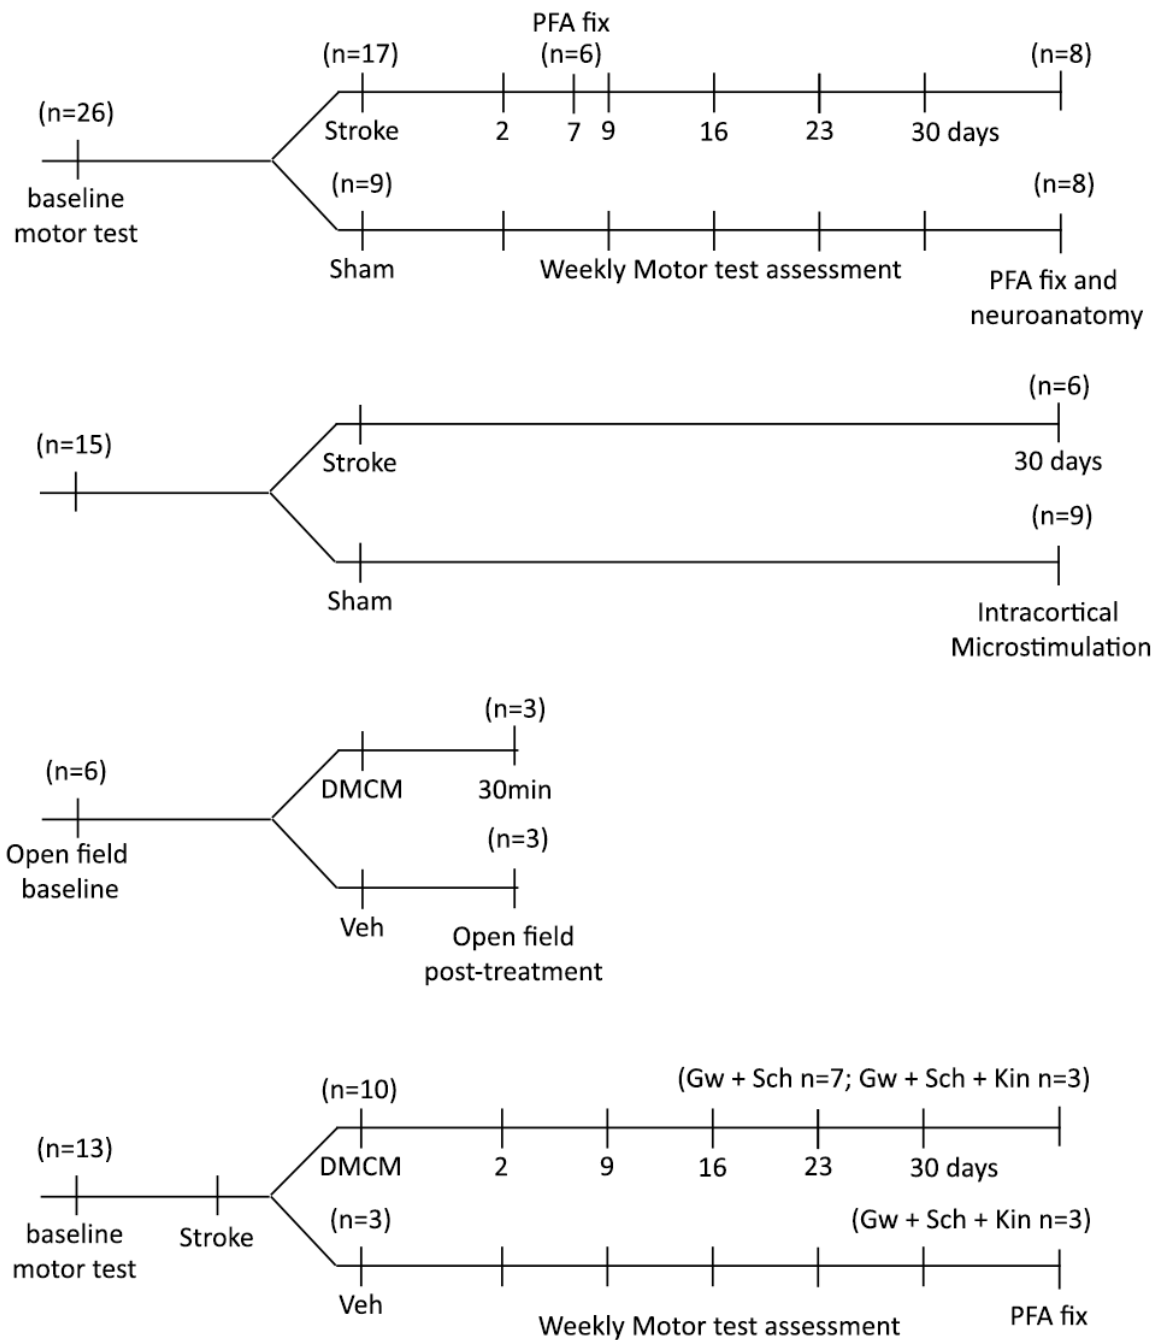 PFA fix
(n=17)
(n=6)
(n=8)
(n=26)
Stroke
2
7
9
16
23
30 days
baseline
motor test
(n=9)
(n=8)
Sham
Weekly Motor test assessment
PFA fix and
neuroanatomy
(n=6)
(n=15)
Stroke
30 days
(n=9)
Sham
Intracortical
Microstimulation
(n=3)
(n=6)
DMCM
30min
(n=3)
Open field
baseline
Veh
Open field
post-treatment
(Gw + Sch n=7; Gw + Sch + Kin n=3)
(n=10)
(n=13)
DMCM
2
9
16
23
30 days
baseline
motor test
Stroke
(n=3)
(Gw + Sch + Kin n=3)
Veh
Weekly Motor test assessment
PFA fix